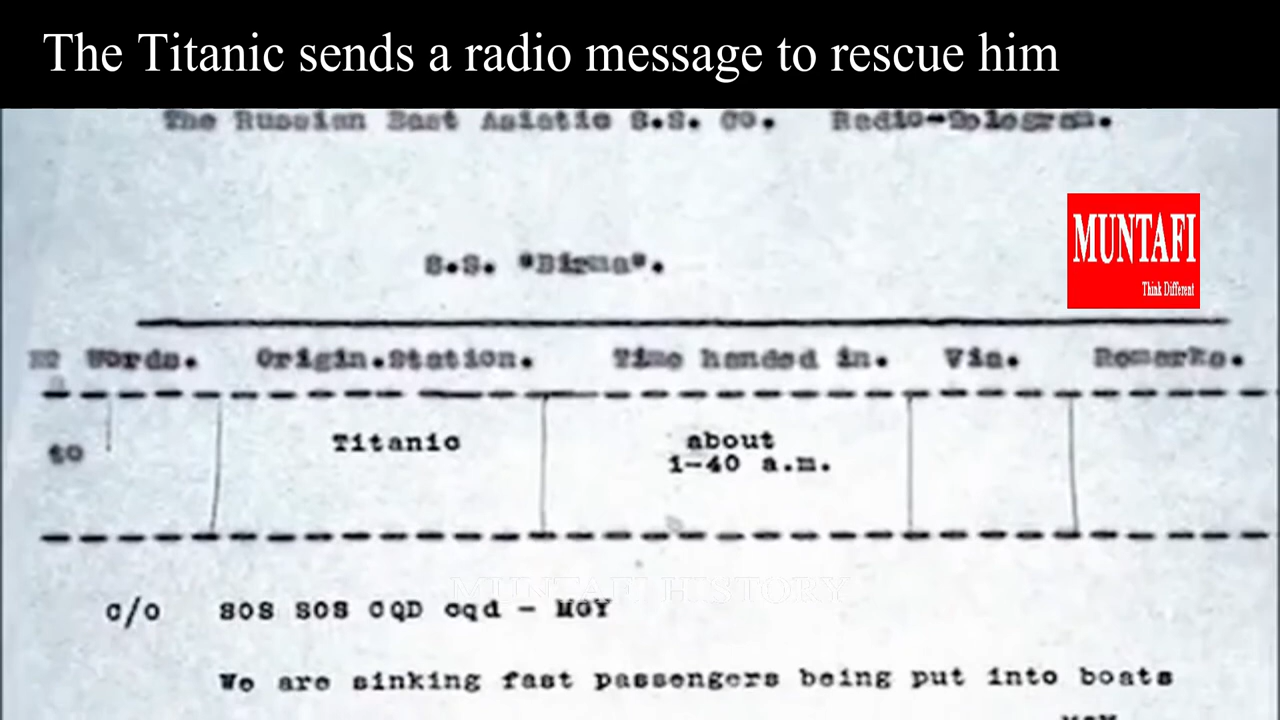 The Titanic sends a radio message to rescue him
The Russian East Asiatic S.S. Co. Radio-Telegram.
MUNTAFI
Think Different
S.S. "Birma".
Words. Origin.Station. Time handed in. Via. Remarks.
to Titanic about
1-40 a.m.
MUNTAFI HISTORY
c/o SOS SOS CQD cqd - MGY
We are sinking fast passengers being put into boats